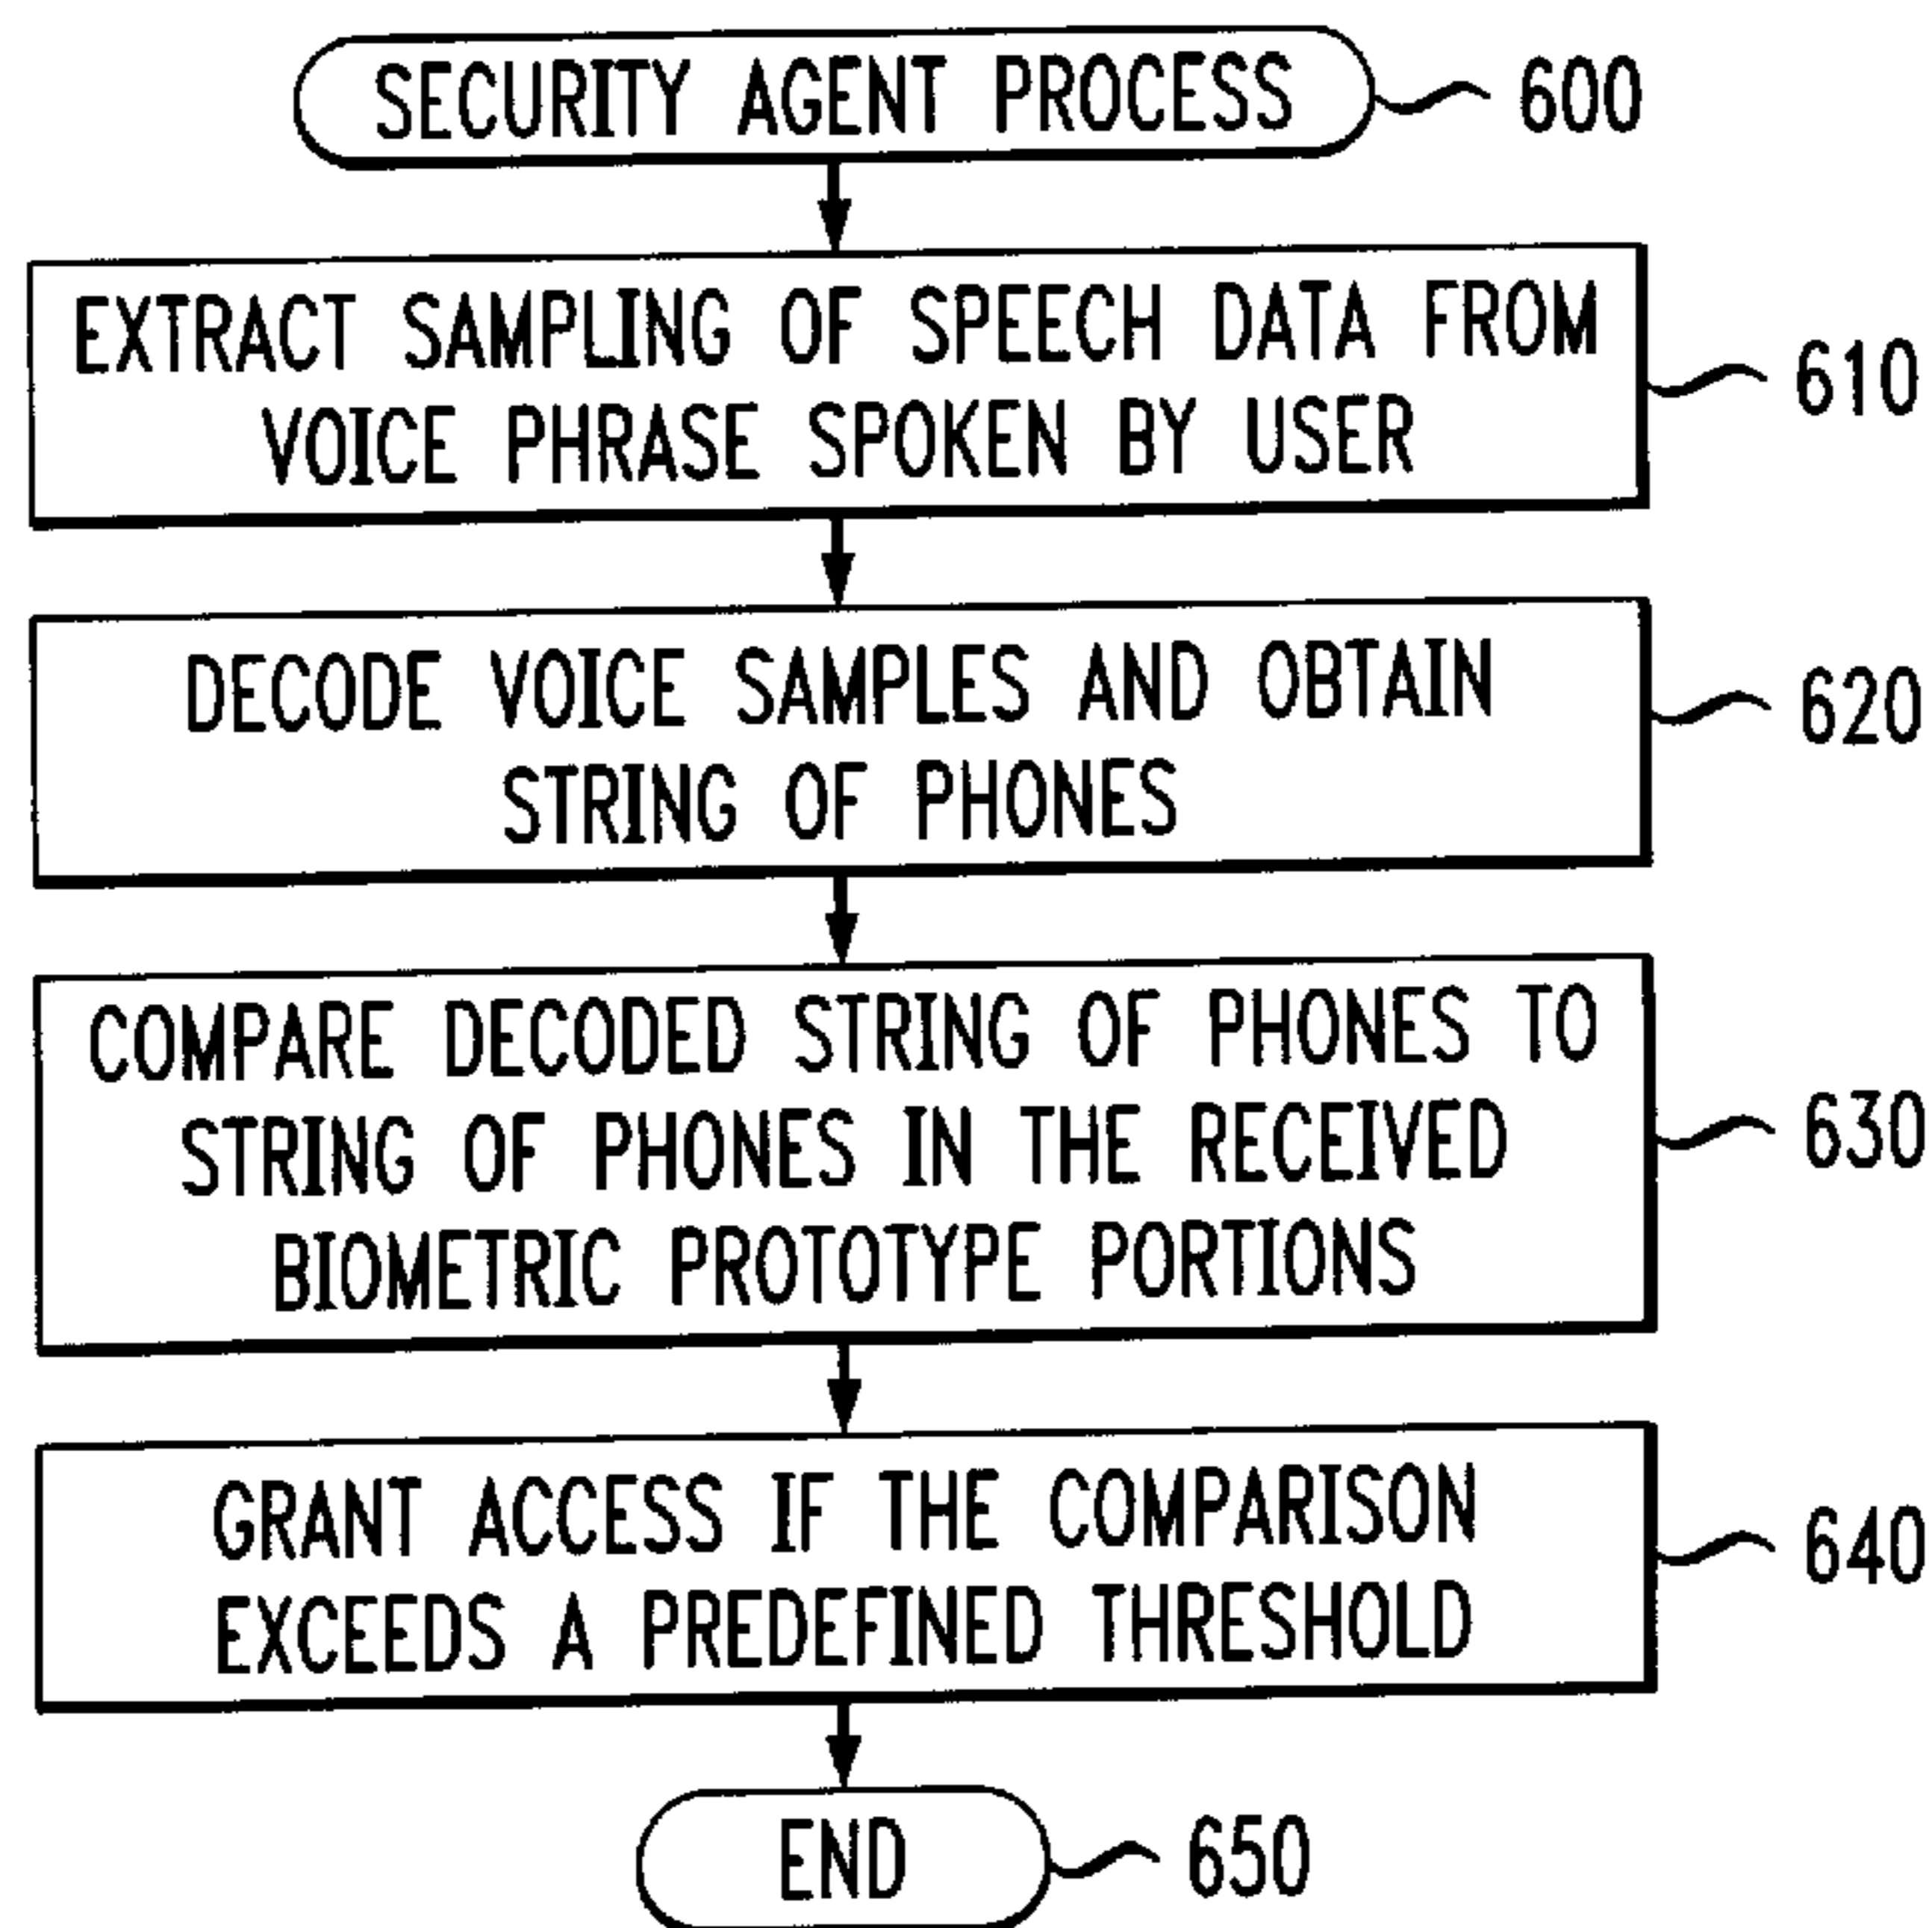 SECURITY AGENT PROCESS 600
EXTRACT SAMPLING OF SPEECH DATA FROM
VOICE PHRASE SPOKEN BY USER
610
DECODE VOICE SAMPLES AND OBTAIN
STRING OF PHONES
620
COMPARE DECODED STRING OF PHONES TO
STRING OF PHONES IN THE RECEIVED
BIOMETRIC PROTOTYPE PORTIONS
630
GRANT ACCESS IF THE COMPARISON
EXCEEDS A PREDEFINED THRESHOLD
640
END 650